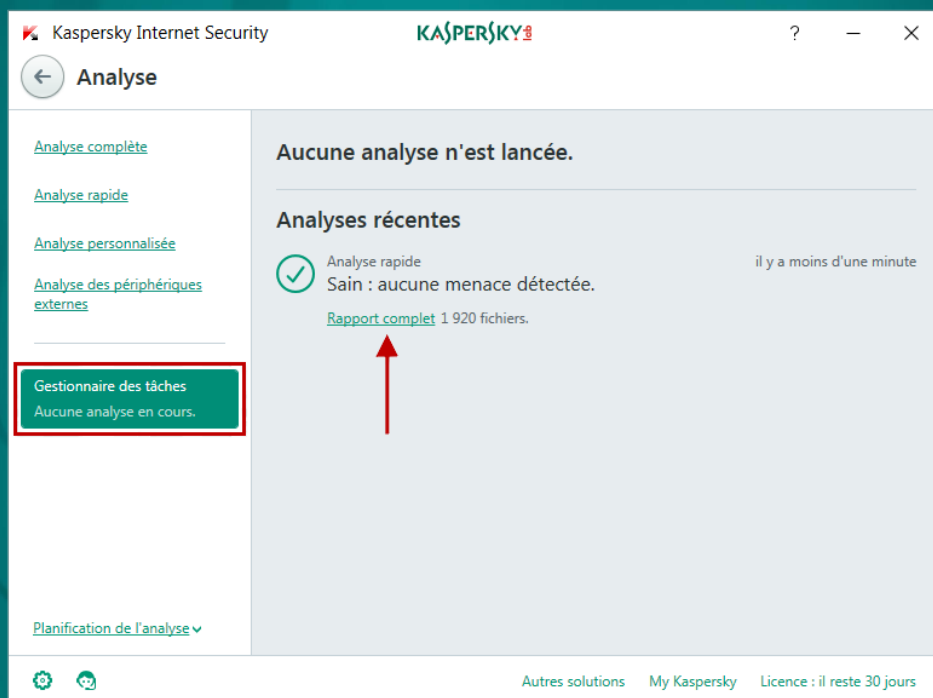 Kaspersky Internet Security
KASPERSKY lab
?
Analyse
Analyse complète
Analyse rapide
Analyse personnalisée
Analyse des périphériques
externes
Gestionnaire des tâches
Aucune analyse en cours.
Planification de l'analyse
Aucune analyse n'est lancée.
Analyses récentes
Analyse rapide
il y a moins d'une minute
Sain : aucune menace détectée.
Rapport complet 1 920 fichiers.
Autres solutions
My Kaspersky
Licence : il reste 30 jours